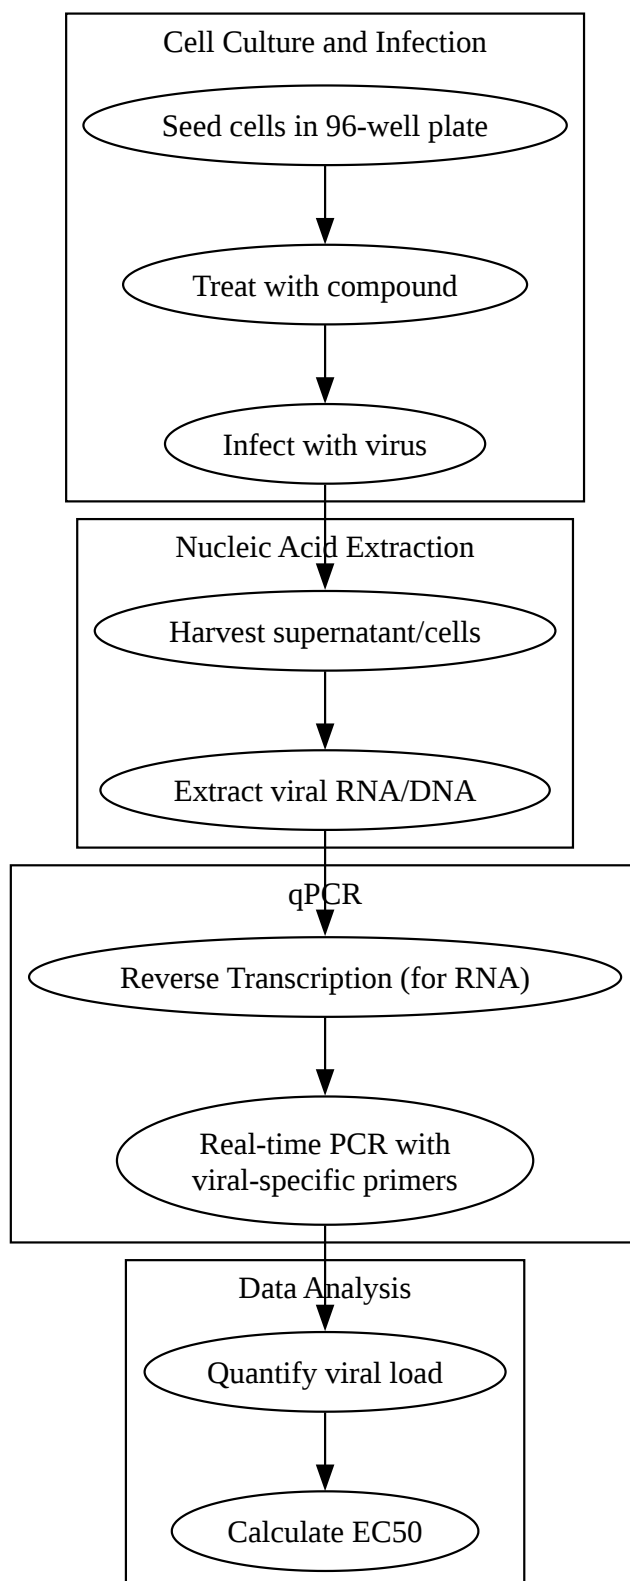 Cell Culture and Infection
Seed cells in 96-well plate
Treat with compound
Infect with virus
Nucleic Acid Extraction
Harvest supernatant/cells
Extract viral RNA/DNA
qPCR
Reverse Transcription (for RNA)
Real-time PCR with
viral-specific primers
Data Analysis
Quantify viral load
Calculate EC50